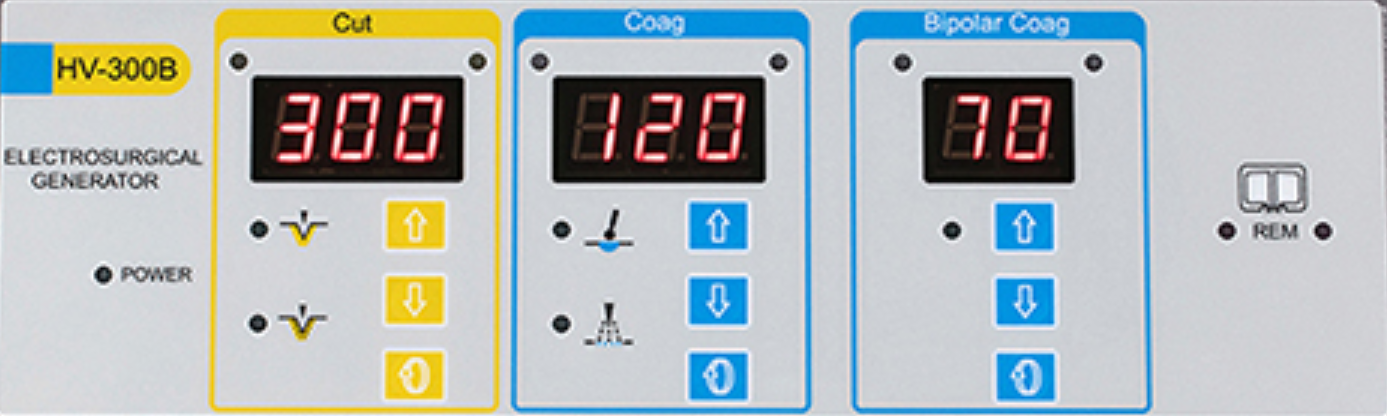 Cut
Coag
Bipolar Coag
HV-300B
300
120
70
ELECTROSURGICAL
GENERATOR
REM
POWER